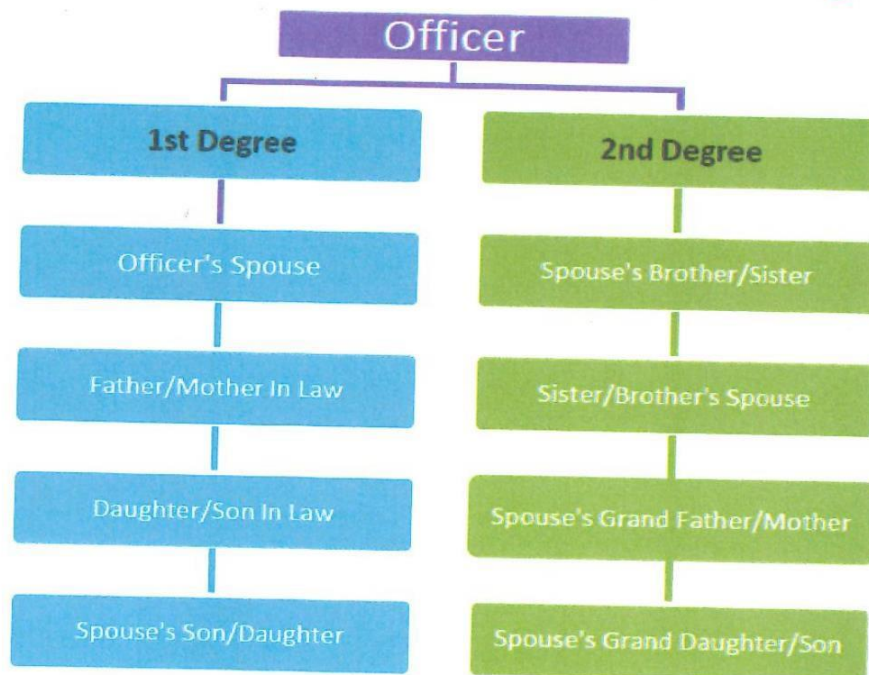 Officer
1st Degree
Officer's Spouse
Father/Mother In Law
Daughter/Son In Law
Spouse's Son/Daughter
2nd Degree
Spouse's Brother/Sister
Sister/Brother's Spouse
Spouse's Grand Father/Mother
Spouse's Grand Daughter/Son